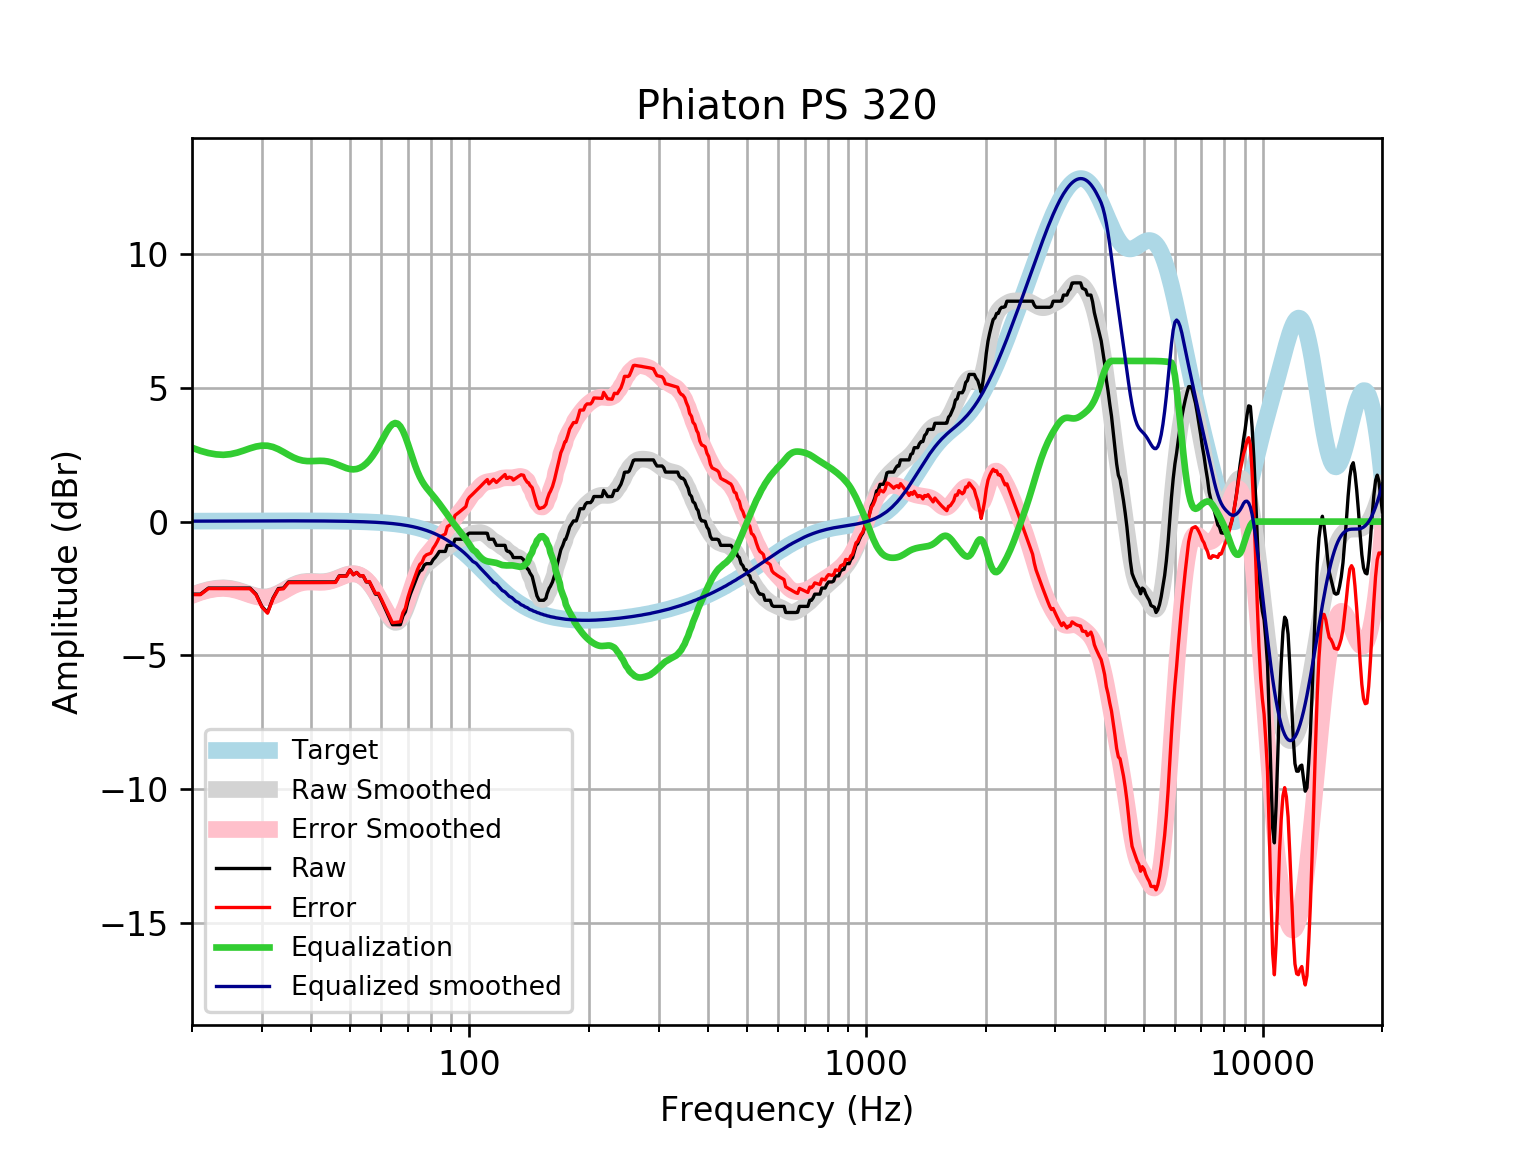 Phiaton PS 320
Amplitude (dBr)
10
5
0
−5
−10
−15
Target
Raw Smoothed
Error Smoothed
Raw
Error
Equalization
Equalized smoothed
100
1000
10000
Frequency (Hz)